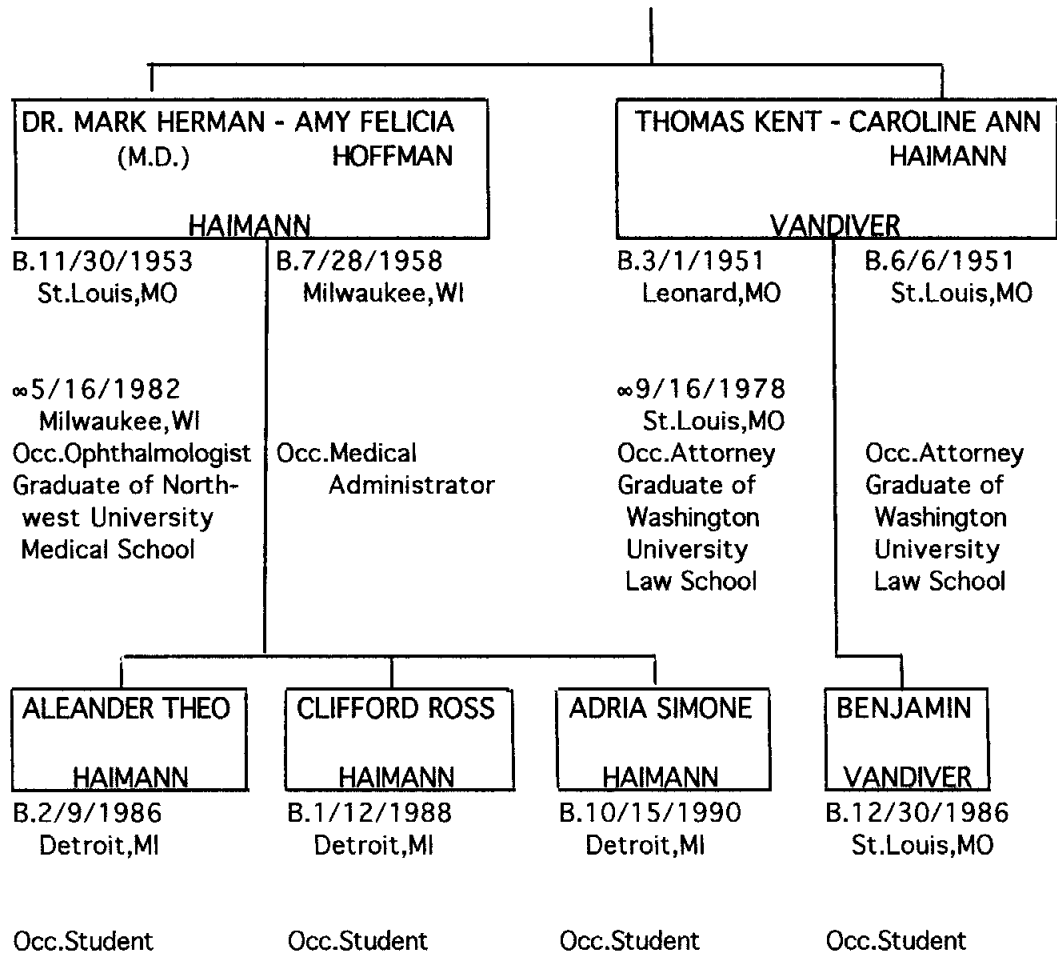 DR. MARK HERMAN - AMY FELICIA
(M.D.) HOFFMAN
HAIMANN
B.11/30/1953 B.7/28/1958
St.Louis,MO Milwaukee,WI
∞5/16/1982
Milwaukee,WI
Occ.Ophthalmologist Occ.Medical
Graduate of North- Administrator
west University
Medical School
THOMAS KENT - CAROLINE ANN
HAIMANN
VANDIVER
B.3/1/1951 B.6/6/1951
Leonard,MO St.Louis,MO
∞9/16/1978
St.Louis,MO
Occ.Attorney Occ.Attorney
Graduate of Graduate of
Washington Washington
University University
Law School Law School
ALEANDER THEO
HAIMANN
B.2/9/1986
Detroit,MI
Occ.Student
CLIFFORD ROSS
HAIMANN
B.1/12/1988
Detroit,MI
Occ.Student
ADRIA SIMONE
HAIMANN
B.10/15/1990
Detroit,MI
Occ.Student
BENJAMIN
VANDIVER
B.12/30/1986
St.Louis,MO
Occ.Student